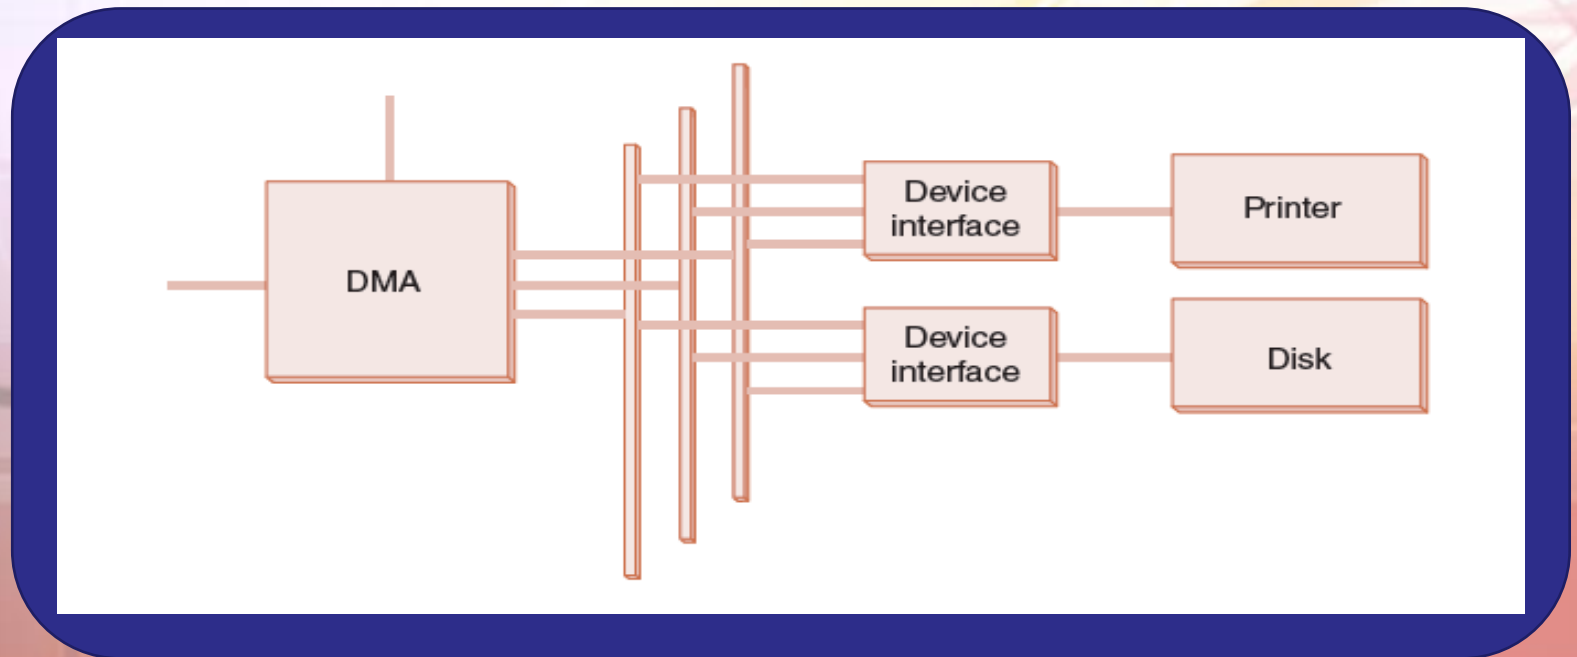 DMA
Device
interface
Printer
Device
interface
Disk